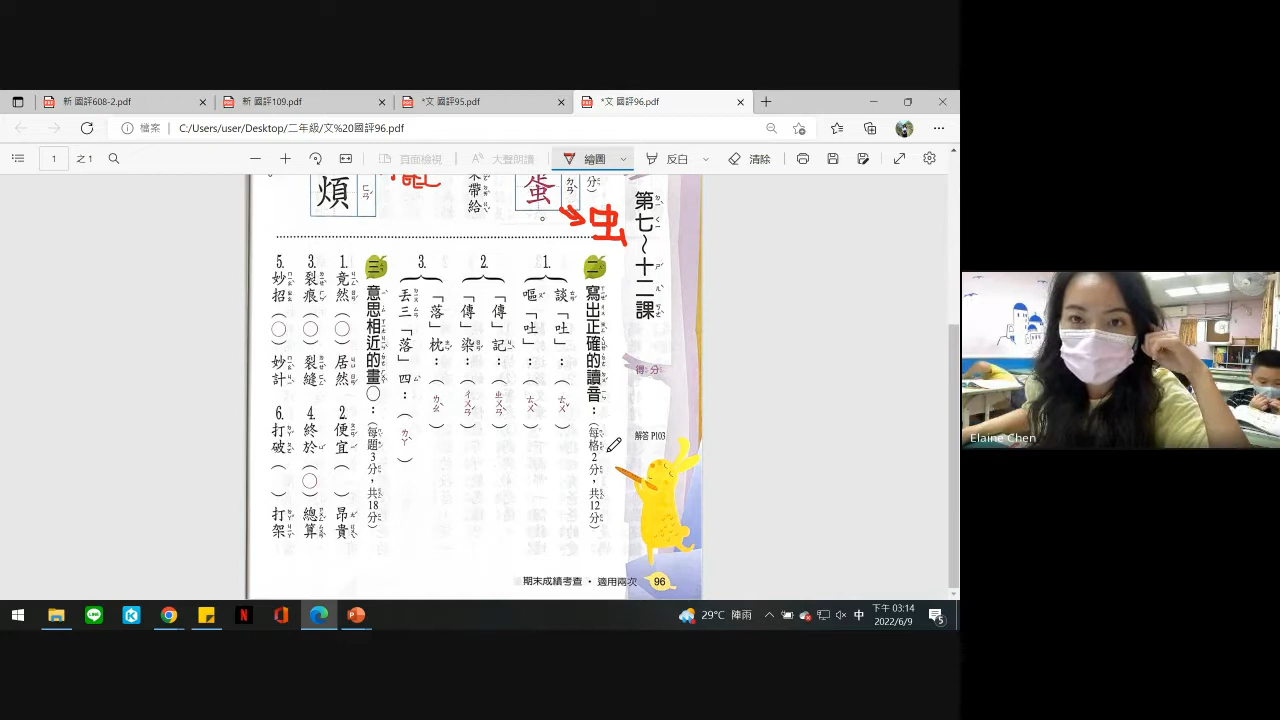 新 國評608-2.pdf
新 國評109.pdf
*文 國評95.pdf
*文 國評96.pdf
檔案
C:/Users/user/Desktop/二年級/文%20國評96.pdf
1
之 1
頁面檢視
大聲朗讀
繪圖
反白
清除
第七～十二課
得分
解答 P103
分）
蛋
虫
帶給
。
煩
二 寫出正確的讀音：（每格2分，共12分）
1. 談「吐」：（ㄊㄨˇ）
嘔「吐」：（ㄊㄨˋ）
2. 「傳」記：（ㄓㄨㄢˋ）
「傳」染：（ㄔㄨㄢˊ）
3. 「落」枕：（ㄌㄠˋ）
丟三「落」四：（ㄌㄚˋ）
三 意思相近的畫○：（每題3分，共18分）
1. 竟然（○）居然
2. 便宜（ ）昂貴
3. 裂痕（○）裂縫
4. 終於（○）總算
5. 妙招（○）妙計
6. 打破（ ）打架
期末成績考查・適用兩次
96
Elaine Chen
29°C 陣雨
中
下午 03:14
2022/6/9
5